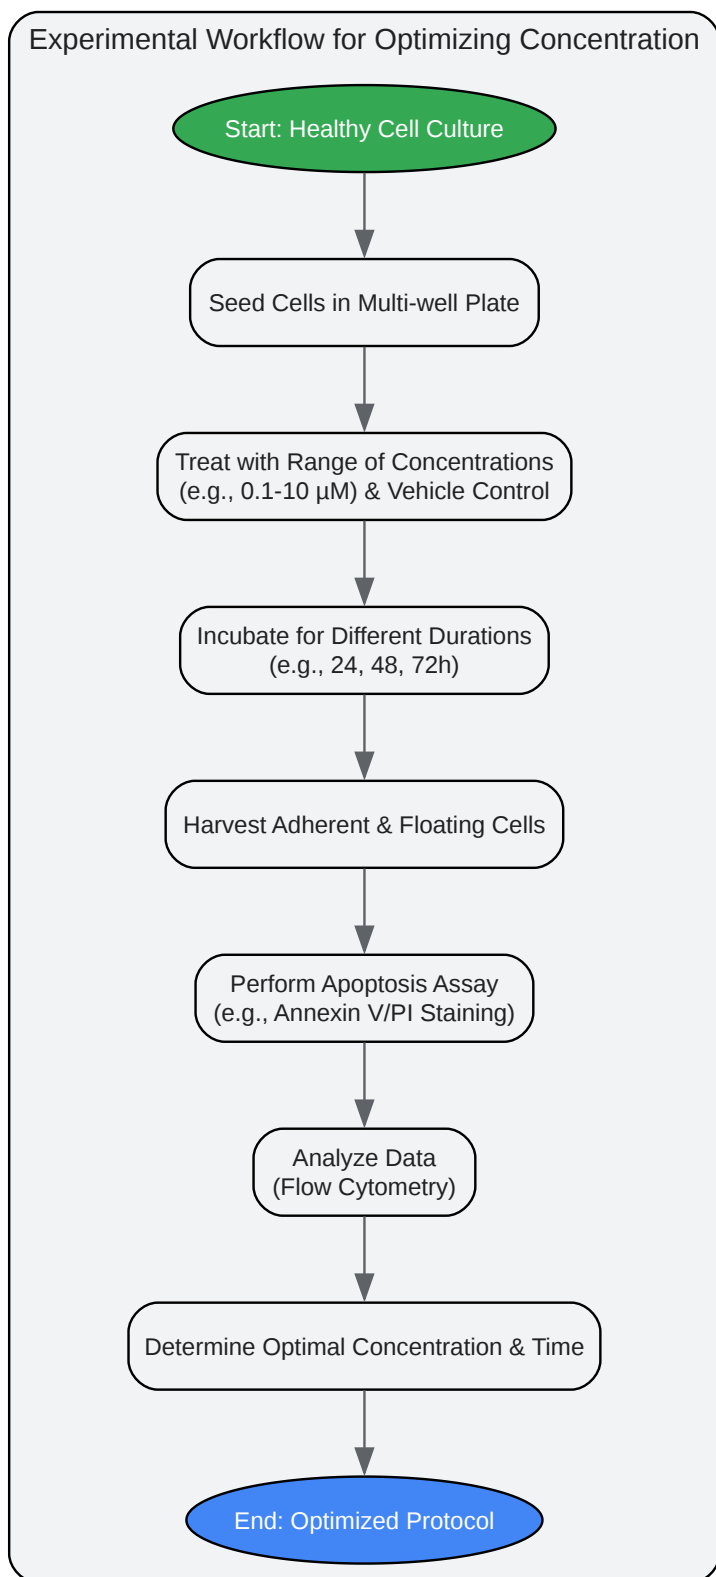 Experimental Workflow for Optimizing Concentration
Start: Healthy Cell Culture
Seed Cells in Multi-well Plate
Treat with Range of Concentrations
(e.g., 0.1-10 µM) & Vehicle Control
Incubate for Different Durations
(e.g., 24, 48, 72h)
Harvest Adherent & Floating Cells
Perform Apoptosis Assay
(e.g., Annexin V/PI Staining)
Analyze Data
(Flow Cytometry)
Determine Optimal Concentration & Time
End: Optimized Protocol